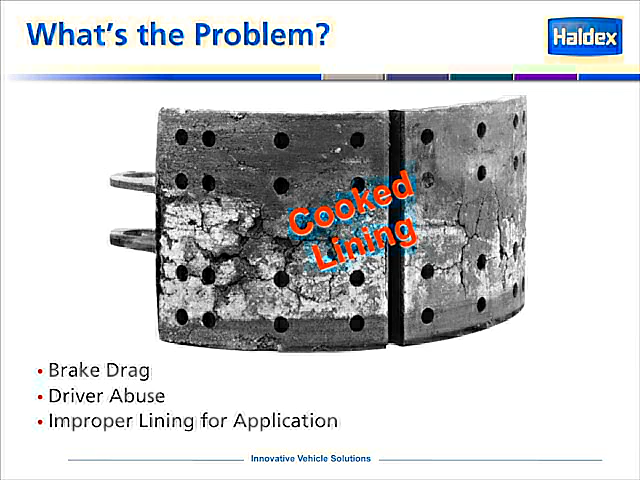 What's the Problem?
Haldex
Cooked
Lining
• Brake Drag
• Driver Abuse
• Improper Lining for Application
Innovative Vehicle Solutions